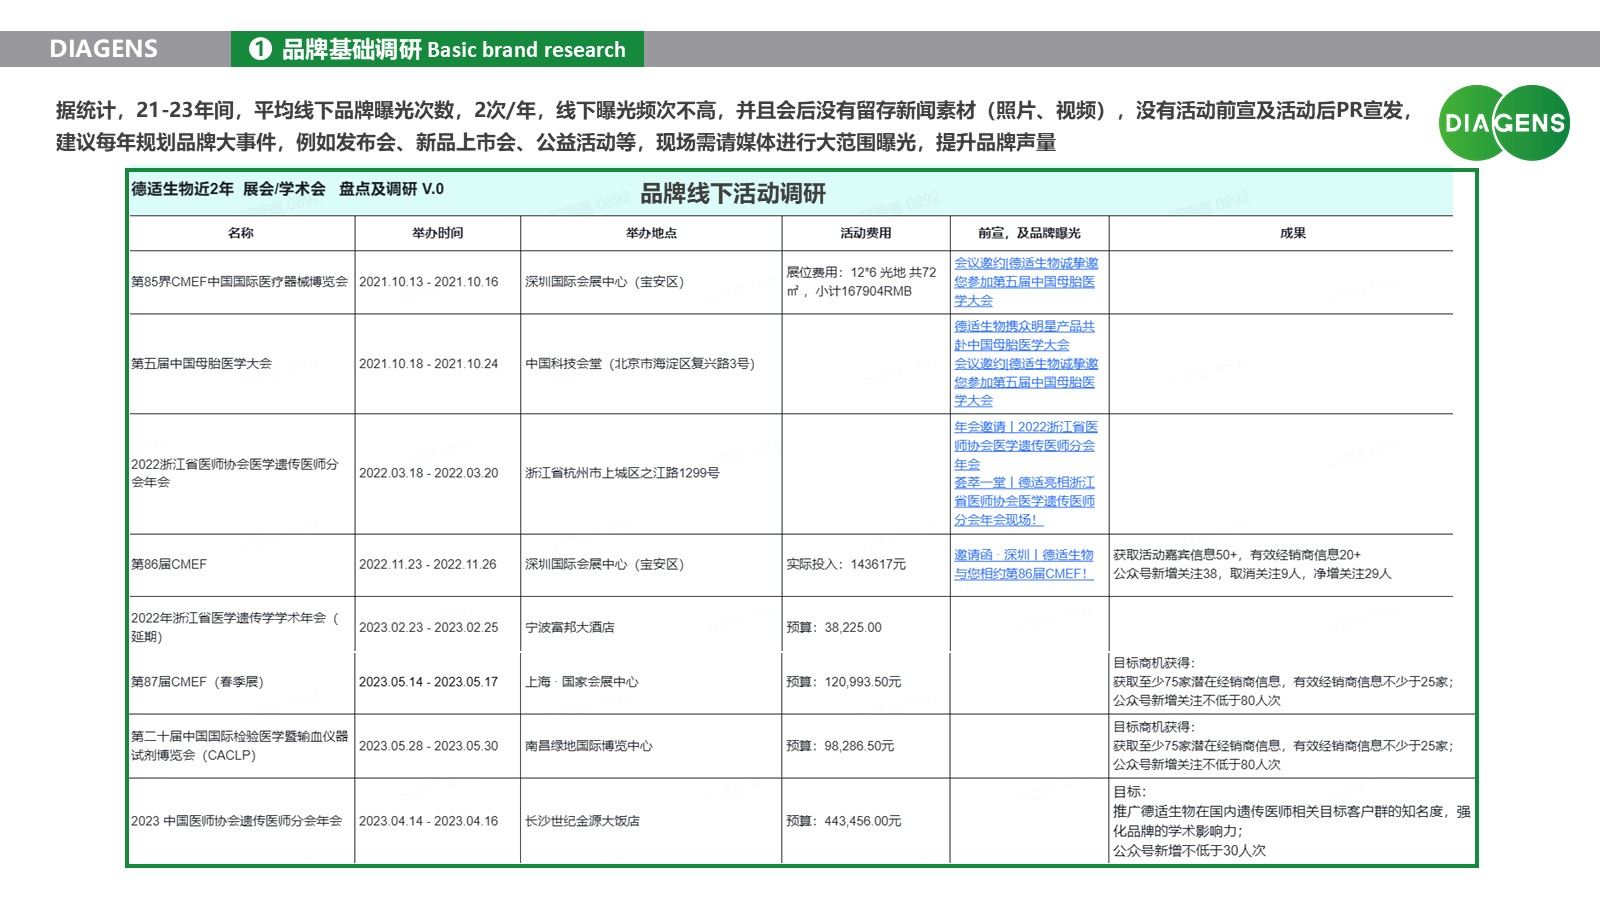 DIAGENS
❶ 品牌基础调研 Basic brand research
据统计，21-23年间，平均线下品牌曝光次数，2次/年，线下曝光频次不高，并且会后没有留存新闻素材（照片、视频），没有活动前宣及活动后PR宣发，
建议每年规划品牌大事件，例如发布会、新品上市会、公益活动等，现场需请媒体进行大范围曝光，提升品牌声量
DIAGENS
德适生物近2年 展会/学术会 盘点及调研 V.0
品牌线下活动调研
名称 举办时间 举办地点 活动费用 前宣，及品牌曝光 成果
第85界CMEF中国国际医疗器械博览会
2021.10.13 - 2021.10.16
深圳国际会展中心（宝安区）
展位费用：12*6 光地 共72
㎡ ，小计167904RMB
会议邀约|德适生物诚挚邀
您参加第五届中国母胎医
学大会
第五届中国母胎医学大会
2021.10.18 - 2021.10.24
中国科技会堂（北京市海淀区复兴路3号）
德适生物携众明星产品共
赴中国母胎医学大会
会议邀约|德适生物诚挚邀
您参加第五届中国母胎医
学大会
2022浙江省医师协会医学遗传医师分
会年会
2022.03.18 - 2022.03.20
浙江省杭州市上城区之江路1299号
年会邀请丨2022浙江省医
师协会医学遗传医师分会
年会
荟萃一堂丨德适亮相浙江
省医师协会医学遗传医师
分会年会现场！
第86届CMEF
2022.11.23 - 2022.11.26
深圳国际会展中心（宝安区）
实际投入：143617元
邀请函 · 深圳丨德适生物
与您相约第86届CMEF！
获取活动嘉宾信息50+，有效经销商信息20+
公众号新增关注38，取消关注9人，净增关注29人
2022年浙江省医学遗传学学术年会（
延期）
2023.02.23 - 2023.02.25
宁波富邦大酒店
预算：38,225.00
第87届CMEF（春季展）
2023.05.14 - 2023.05.17
上海 · 国家会展中心
预算：120,993.50元
目标商机获得：
获取至少75家潜在经销商信息，有效经销商信息不少于25家；
公众号新增关注不低于80人次
第二十届中国国际检验医学暨输血仪器
试剂博览会（CACLP）
2023.05.28 - 2023.05.30
南昌绿地国际博览中心
预算：98,286.50元
目标商机获得：
获取至少75家潜在经销商信息，有效经销商信息不少于25家；
公众号新增关注不低于80人次
2023 中国医师协会遗传医师分会年会
2023.04.14 - 2023.04.16
长沙世纪金源大饭店
预算：443,456.00元
目标：
推广德适生物在国内遗传医师相关目标客户群的知名度，强
化品牌的学术影响力；
公众号新增不低于30人次